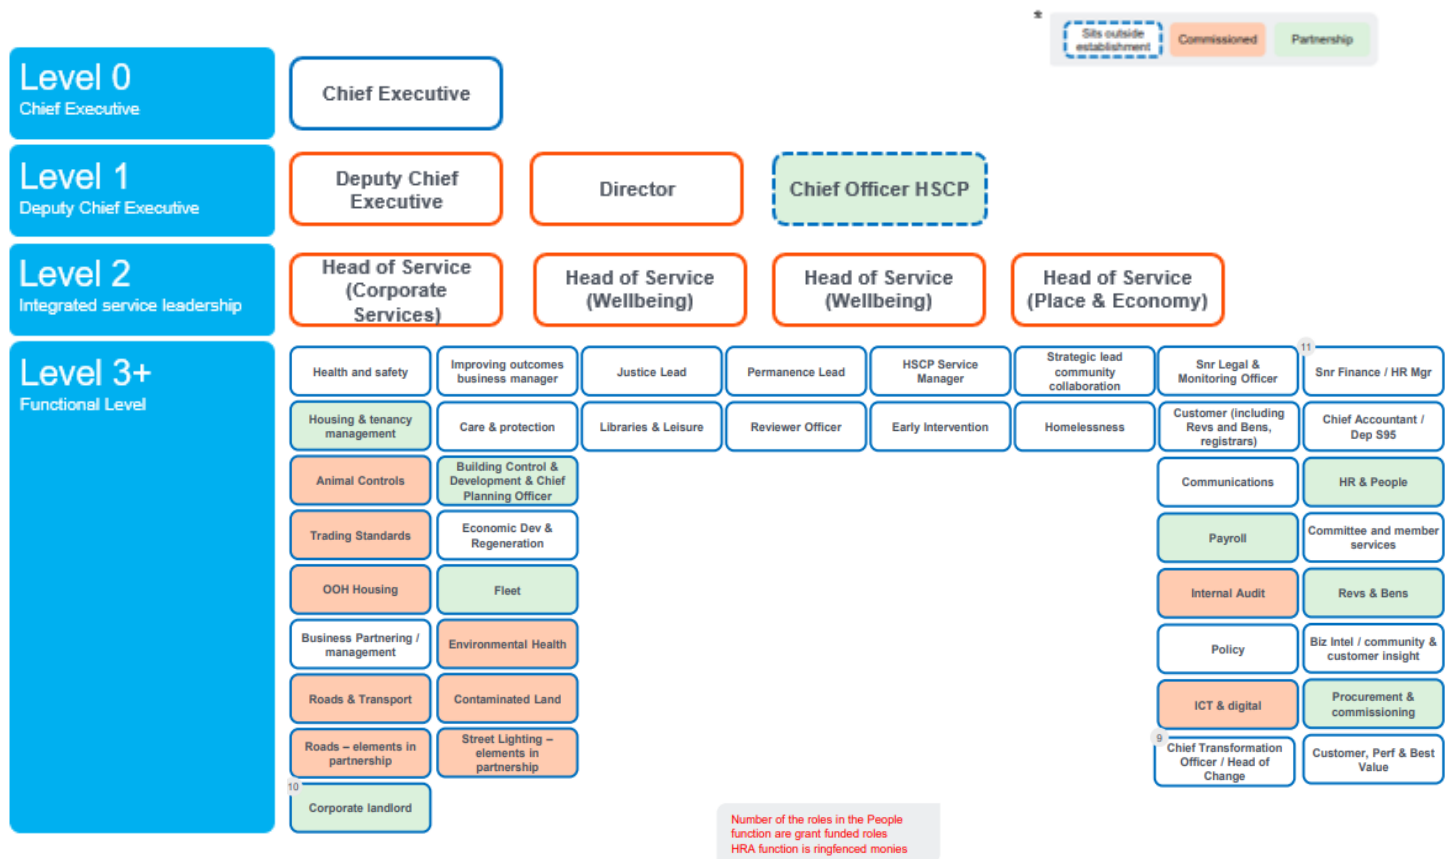 *
Sits outside
establishment
Commissioned
Partnership
Level 0
Chief Executive
Chief Executive
Level 1
Deputy Chief Executive
Deputy Chief
Executive
Director
Chief Officer HSCP
Level 2
Integrated service leadership
Head of Service
(Corporate
Services)
Head of Service
(Wellbeing)
Head of Service
(Wellbeing)
Head of Service
(Place & Economy)
Level 3+
Functional Level
Health and safety
Improving outcomes
business manager
Justice Lead
Permanence Lead
HSCP Service
Manager
Strategic lead
community
collaboration
Snr Legal &
Monitoring Officer
11
Snr Finance / HR Mgr
Housing & tenancy
management
Care & protection
Libraries & Leisure
Reviewer Officer
Early Intervention
Homelessness
Customer (including
Revs and Bens,
registrars)
Chief Accountant /
Dep S95
Animal Controls
Building Control &
Development & Chief
Planning Officer
Communications
HR & People
Trading Standards
Economic Dev &
Regeneration
Payroll
Committee and member
services
OOH Housing
Fleet
Internal Audit
Revs & Bens
Business Partnering /
management
Environmental Health
Policy
Biz Intel / community &
customer insight
Roads & Transport
Contaminated Land
ICT & digital
Procurement &
commissioning
Roads – elements in
partnership
Street Lighting –
elements in
partnership
9
Chief Transformation
Officer / Head of
Change
Customer, Perf & Best
Value
10
Corporate landlord
Number of the roles in the People
function are grant funded roles
HRA function is ringfenced monies